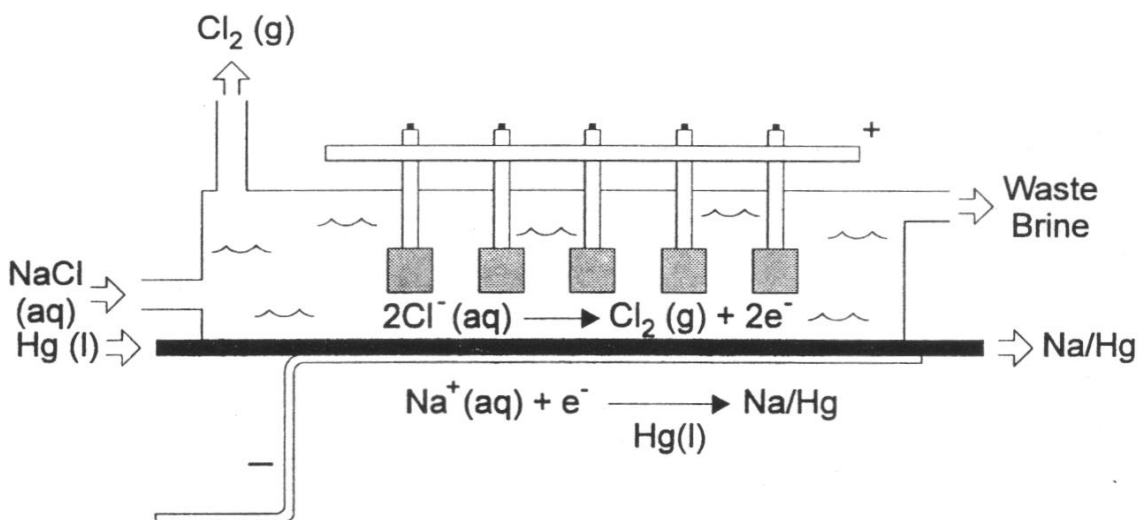 Cl₂ (g)
+
Waste
Brine
NaCl
(aq)
2Cl⁻ (aq) ⟶ Cl₂ (g) + 2e⁻
Hg (l)
Na/Hg
Na⁺(aq) + e⁻ ⟶ Na/Hg
Hg(l)
–